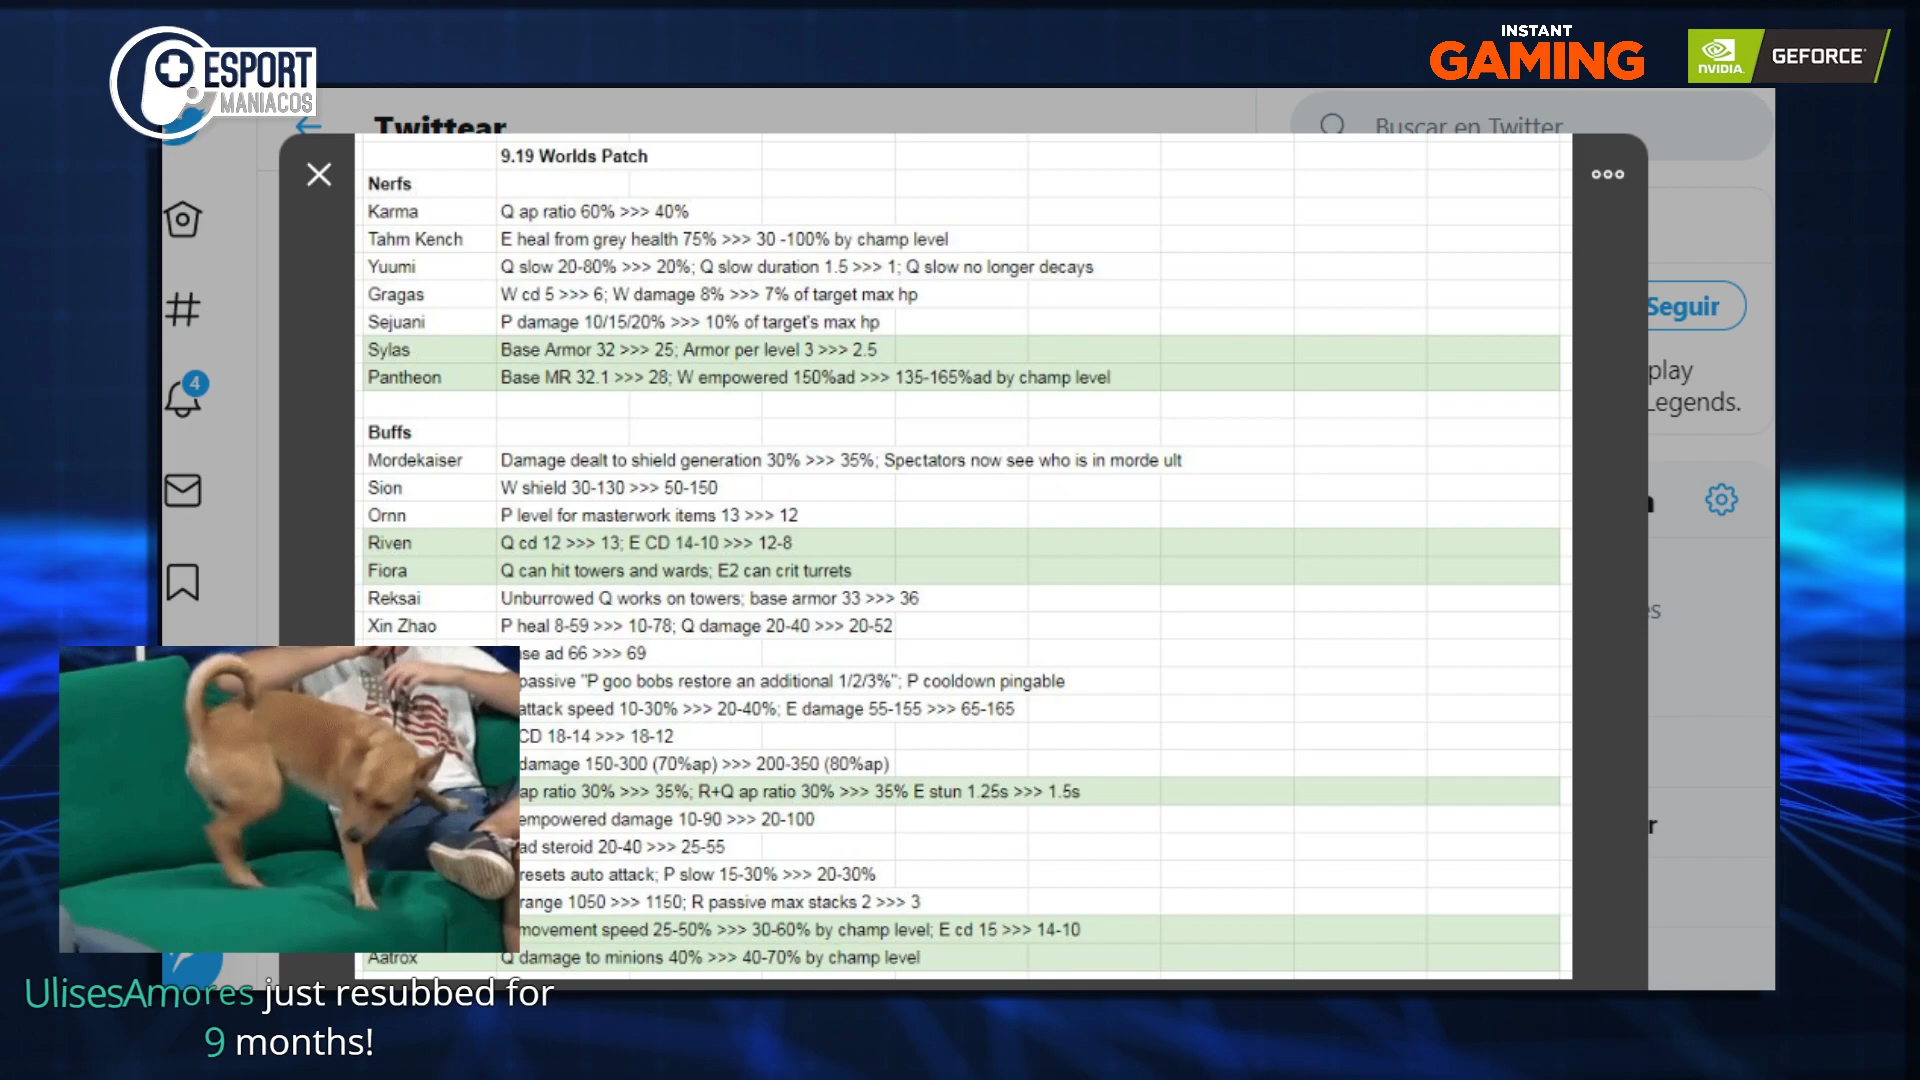 ESPORT
MANIACOS
INSTANT
GAMING
NVIDIA.
GEFORCE
Twittear
Buscar en Twitter
9.19 Worlds Patch
Nerfs
Karma Q ap ratio 60% >>> 40%
Tahm Kench E heal from grey health 75% >>> 30 -100% by champ level
Yuumi Q slow 20-80% >>> 20%; Q slow duration 1.5 >>> 1; Q slow no longer decays
Gragas W cd 5 >>> 6; W damage 8% >>> 7% of target max hp
Sejuani P damage 10/15/20% >>> 10% of target's max hp
Seguir
Sylas Base Armor 32 >>> 25; Armor per level 3 >>> 2.5
Pantheon Base MR 32.1 >>> 28; W empowered 150%ad >>> 135-165%ad by champ level
play
Legends.
4
Buffs
Mordekaiser Damage dealt to shield generation 30% >>> 35%; Spectators now see who is in morde ult
Sion W shield 30-130 >>> 50-150
Ornn P level for masterwork items 13 >>> 12
Riven Q cd 12 >>> 13; E CD 14-10 >>> 12-8
Fiora Q can hit towers and wards; E2 can crit turrets
Reksai Unburrowed Q works on towers; base armor 33 >>> 36
Xin Zhao P heal 8-59 >>> 10-78; Q damage 20-40 >>> 20-52
se ad 66 >>> 69
passive "P goo bobs restore an additional 1/2/3%"; P cooldown pingable
attack speed 10-30% >>> 20-40%; E damage 55-155 >>> 65-165
CD 18-14 >>> 18-12
damage 150-300 (70%ap) >>> 200-350 (80%ap)
ap ratio 30% >>> 35%; R+Q ap ratio 30% >>> 35% E stun 1.25s >>> 1.5s
empowered damage 10-90 >>> 20-100
ad steroid 20-40 >>> 25-55
resets auto attack; P slow 15-30% >>> 20-30%
range 1050 >>> 1150; R passive max stacks 2 >>> 3
movement speed 25-50% >>> 30-60% by champ level; E cd 15 >>> 14-10
Aatrox Q damage to minions 40% >>> 40-70% by champ level
UlisesAmores just resubbed for
9 months!